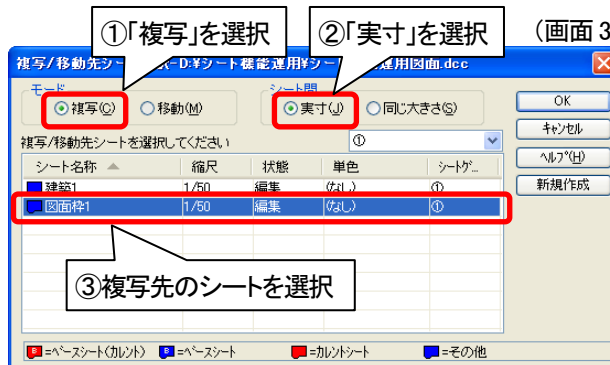 ①「複写」を選択
②「実寸」を選択
(画面 3
複写/移動先シー
-D:¥シート機能運用¥シー
運用図面.dcc
モード
シート間
複写(C)
移動(M)
実寸(J)
同じ大きさ(S)
OK
キャンセル
ヘルプ(H)
新規作成
複写/移動先シートを選択してください
①
シート名称
縮尺
状態
単色
シートゲ...
建築1
1/50
編集
(なし)
①
図面枠1
1/50
編集
(なし)
①
③複写先のシートを選択
B
=ベースシート(カレント)
B
=ベースシート
=カレントシート
=その他